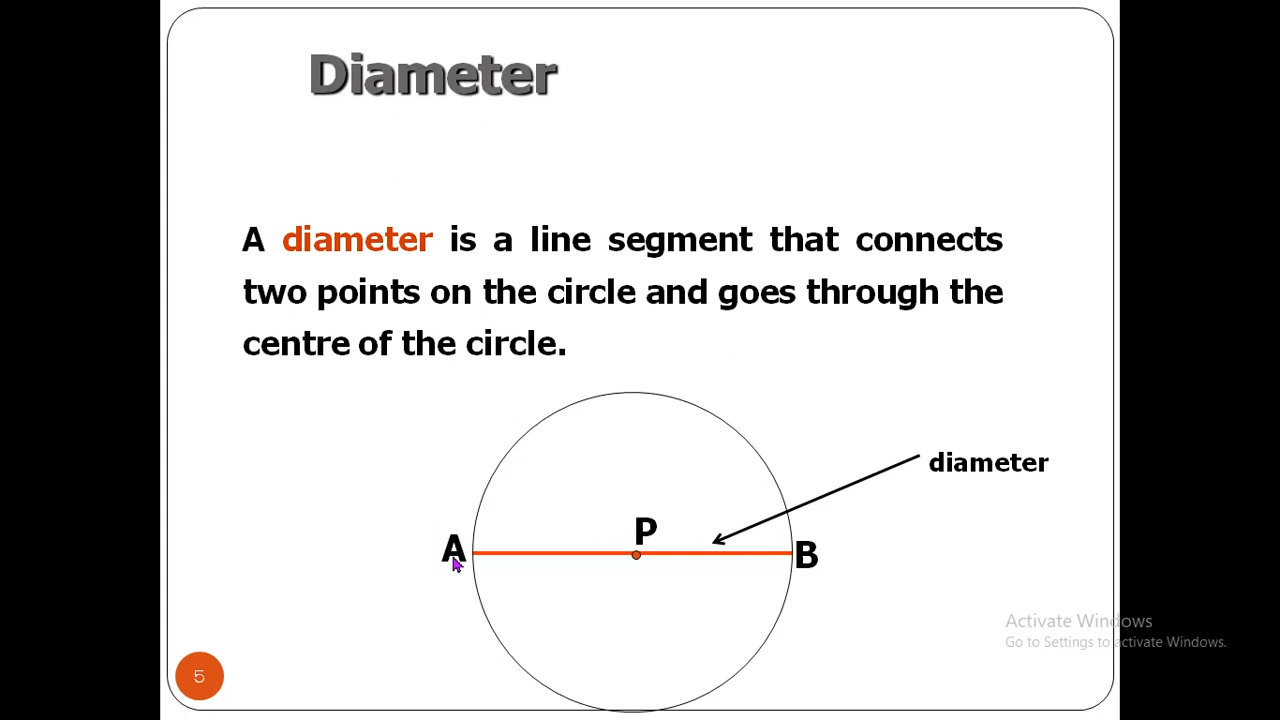 Diameter
A diameter is a line segment that connects
two points on the circle and goes through the
centre of the circle.
diameter
P
A
B
Activate Windows
Go to Settings to activate Windows.
5